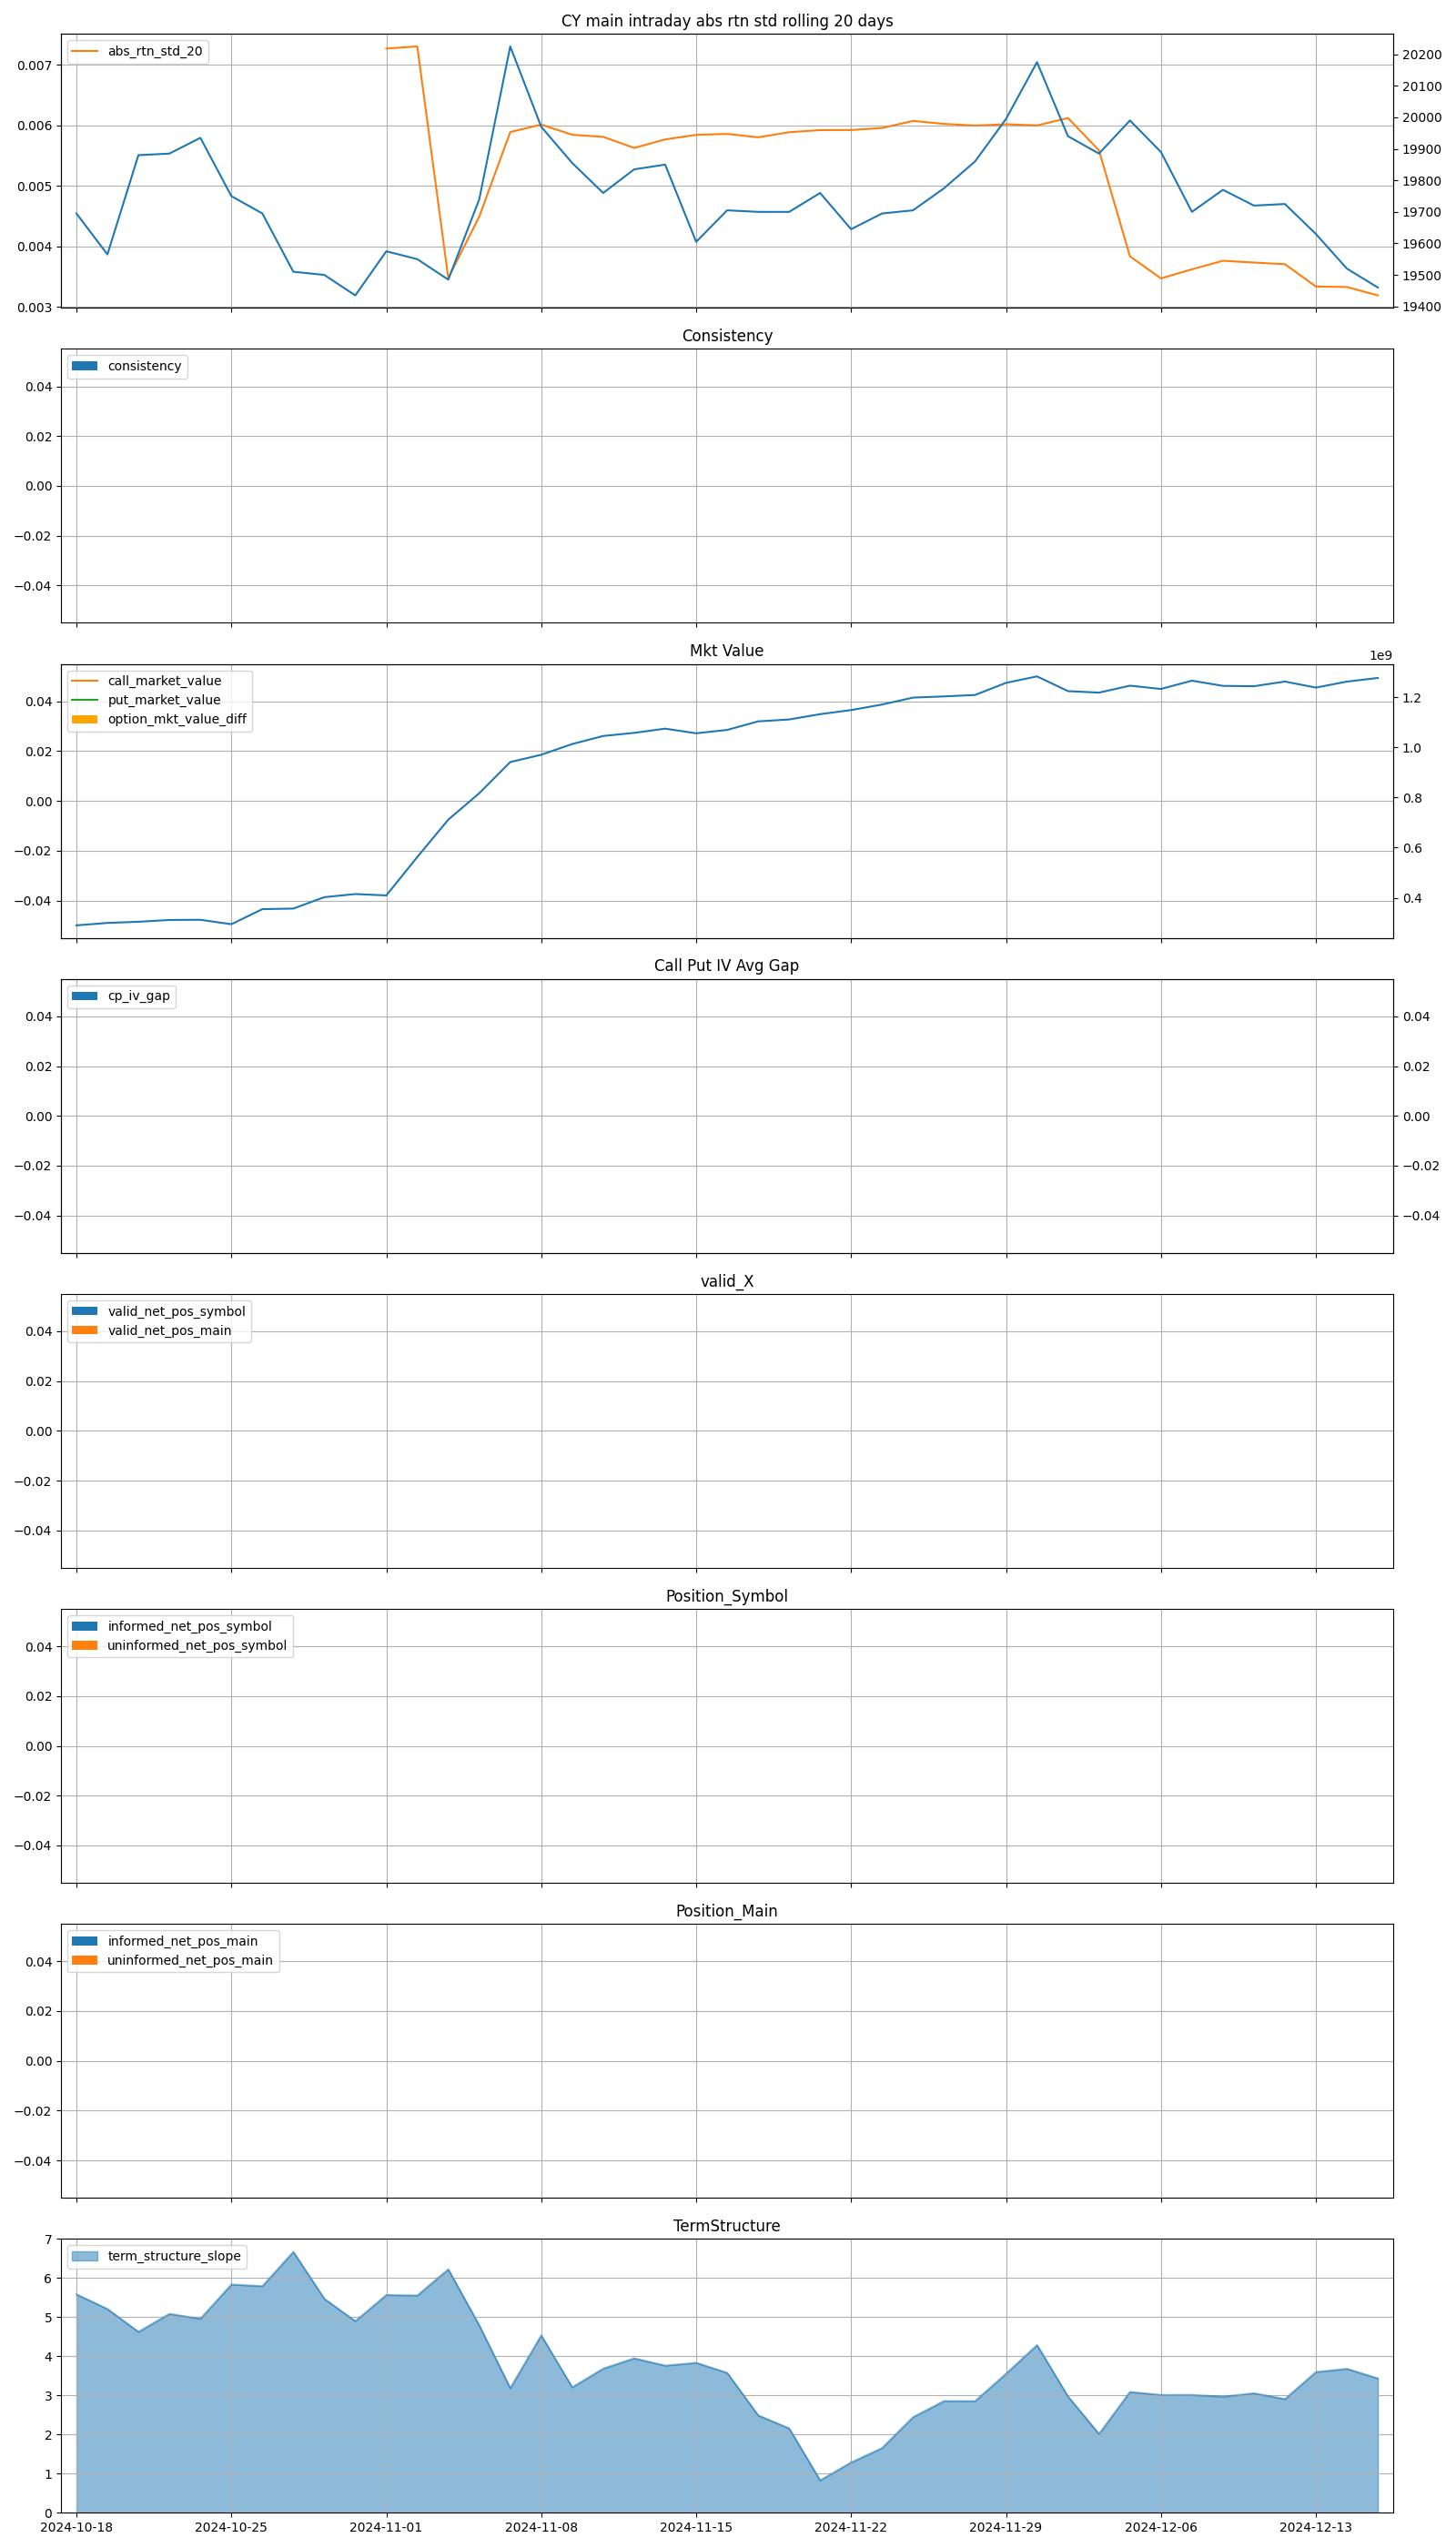 CY main intraday abs rtn std rolling 20 days
abs_rtn_std_20
0.007
0.006
0.005
0.004
0.003
20200
20100
20000
19900
19800
19700
19600
19500
19400
Consistency
consistency
0.04
0.02
0.00
−0.02
−0.04
Mkt Value
1e9
call_market_value
put_market_value
option_mkt_value_diff
0.04
0.02
0.00
−0.02
−0.04
1.2
1.0
0.8
0.6
0.4
Call Put IV Avg Gap
cp_iv_gap
0.04
0.02
0.00
−0.02
−0.04
0.04
0.02
0.00
−0.02
−0.04
valid_X
valid_net_pos_symbol
valid_net_pos_main
0.04
0.02
0.00
−0.02
−0.04
Position_Symbol
informed_net_pos_symbol
uninformed_net_pos_symbol
0.04
0.02
0.00
−0.02
−0.04
Position_Main
informed_net_pos_main
uninformed_net_pos_main
0.04
0.02
0.00
−0.02
−0.04
TermStructure
term_structure_slope
7
6
5
4
3
2
1
0
2024-10-18 2024-10-25 2024-11-01 2024-11-08 2024-11-15 2024-11-22 2024-11-29 2024-12-06 2024-12-13